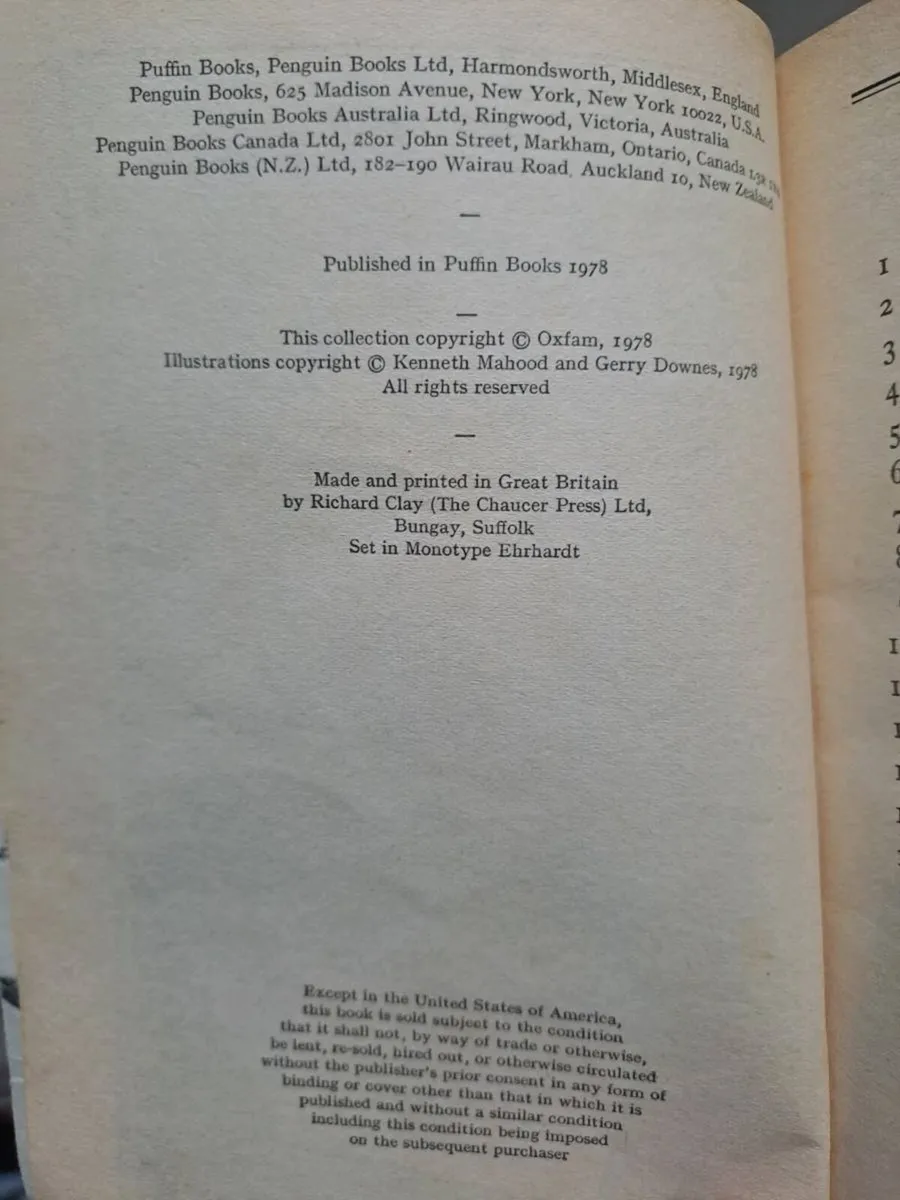 Puffin Books, Penguin Books Ltd, Harmondsworth, Middlesex, England
Penguin Books, 625 Madison Avenue, New York, New York 10022, U.S.A.
Penguin Books Australia Ltd, Ringwood, Victoria, Australia
Penguin Books Canada Ltd, 2801 John Street, Markham, Ontario, Canada
Penguin Books (N.Z.) Ltd, 182–190 Wairau Road, Auckland 10, New Zealand
—
Published in Puffin Books 1978
—
This collection copyright © Oxfam, 1978
Illustrations copyright © Kenneth Mahood and Gerry Downes, 1978
All rights reserved
—
Made and printed in Great Britain
by Richard Clay (The Chaucer Press) Ltd,
Bungay, Suffolk
Set in Monotype Ehrhardt
Except in the United States of America,
this book is sold subject to the condition
that it shall not, by way of trade or otherwise,
be lent, re-sold, hired out, or otherwise circulated
without the publisher's prior consent in any form of
binding or cover other than that in which it is
published and without a similar condition
including this condition being imposed
on the subsequent purchaser
1
2
3
4
5
6
7
8